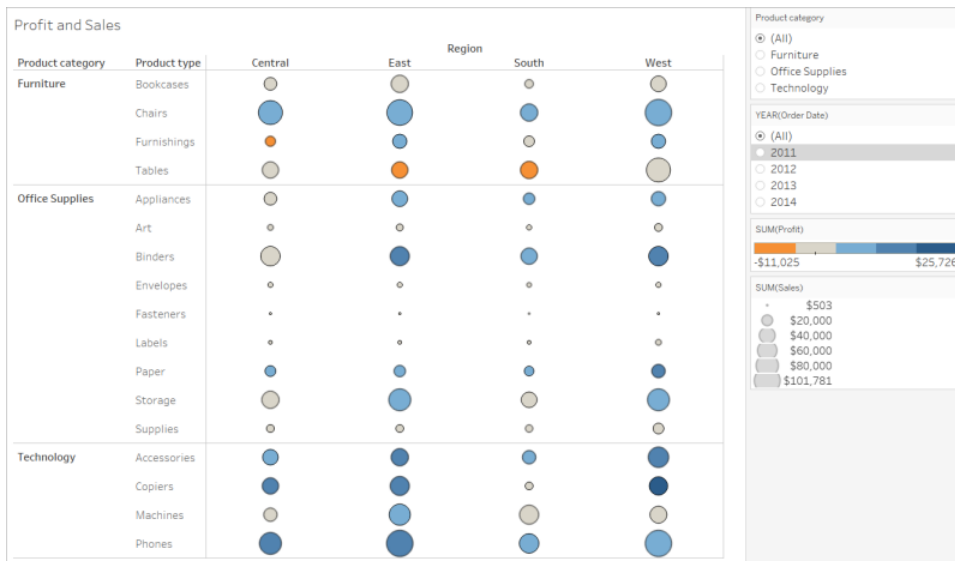 Profit and Sales
Region
Product category Product type Central East South West
Furniture Bookcases
Chairs
Furnishings
Tables
Office Supplies Appliances
Art
Binders
Envelopes
Fasteners
Labels
Paper
Storage
Supplies
Technology Accessories
Copiers
Machines
Phones
Product category
(All)
Furniture
Office Supplies
Technology
YEAR(Order Date)
(All)
2011
2012
2013
2014
SUM(Profit)
-$11,025 $25,726
SUM(Sales)
$503
$20,000
$40,000
$60,000
$80,000
$101,781